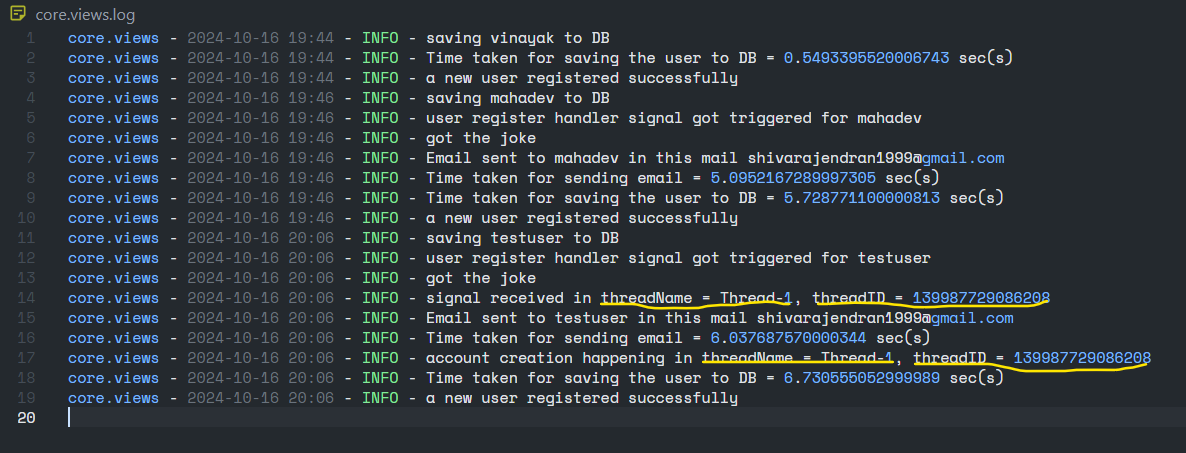 core.views.log
1 core.views - 2024-10-16 19:44 - INFO - saving vinayak to DB
2 core.views - 2024-10-16 19:44 - INFO - Time taken for saving the user to DB = 0.5493395520006743 sec(s)
3 core.views - 2024-10-16 19:44 - INFO - a new user registered successfully
4 core.views - 2024-10-16 19:46 - INFO - saving mahadev to DB
5 core.views - 2024-10-16 19:46 - INFO - user register handler signal got triggered for mahadev
6 core.views - 2024-10-16 19:46 - INFO - got the joke
7 core.views - 2024-10-16 19:46 - INFO - Email sent to mahadev in this mail shivarajendran1999@gmail.com
8 core.views - 2024-10-16 19:46 - INFO - Time taken for sending email = 5.0952167289997305 sec(s)
9 core.views - 2024-10-16 19:46 - INFO - Time taken for saving the user to DB = 5.728771100000813 sec(s)
10 core.views - 2024-10-16 19:46 - INFO - a new user registered successfully
11 core.views - 2024-10-16 20:06 - INFO - saving testuser to DB
12 core.views - 2024-10-16 20:06 - INFO - user register handler signal got triggered for testuser
13 core.views - 2024-10-16 20:06 - INFO - got the joke
14 core.views - 2024-10-16 20:06 - INFO - signal received in threadName = Thread-1, threadID = 139987729086208
15 core.views - 2024-10-16 20:06 - INFO - Email sent to testuser in this mail shivarajendran1999@gmail.com
16 core.views - 2024-10-16 20:06 - INFO - Time taken for sending email = 6.037687570000344 sec(s)
17 core.views - 2024-10-16 20:06 - INFO - account creation happening in threadName = Thread-1, threadID = 139987729086208
18 core.views - 2024-10-16 20:06 - INFO - Time taken for saving the user to DB = 6.730555052999989 sec(s)
19 core.views - 2024-10-16 20:06 - INFO - a new user registered successfully
20